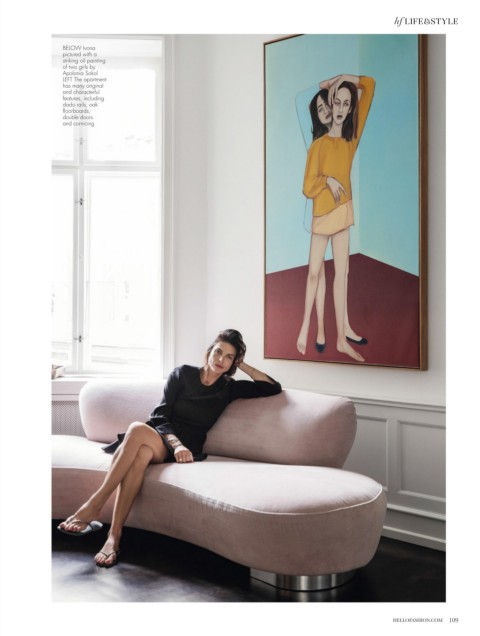 hf LIFE&STYLE
BELOW Ivana
pictured with a
striking oil painting
of two girls by
Apolonia Sokol
LEFT The apartment
has many original
and characterful
features, including
dado rails, oak
floorboards,
double doors
and cornicing
HELLOFASHION.COM 109